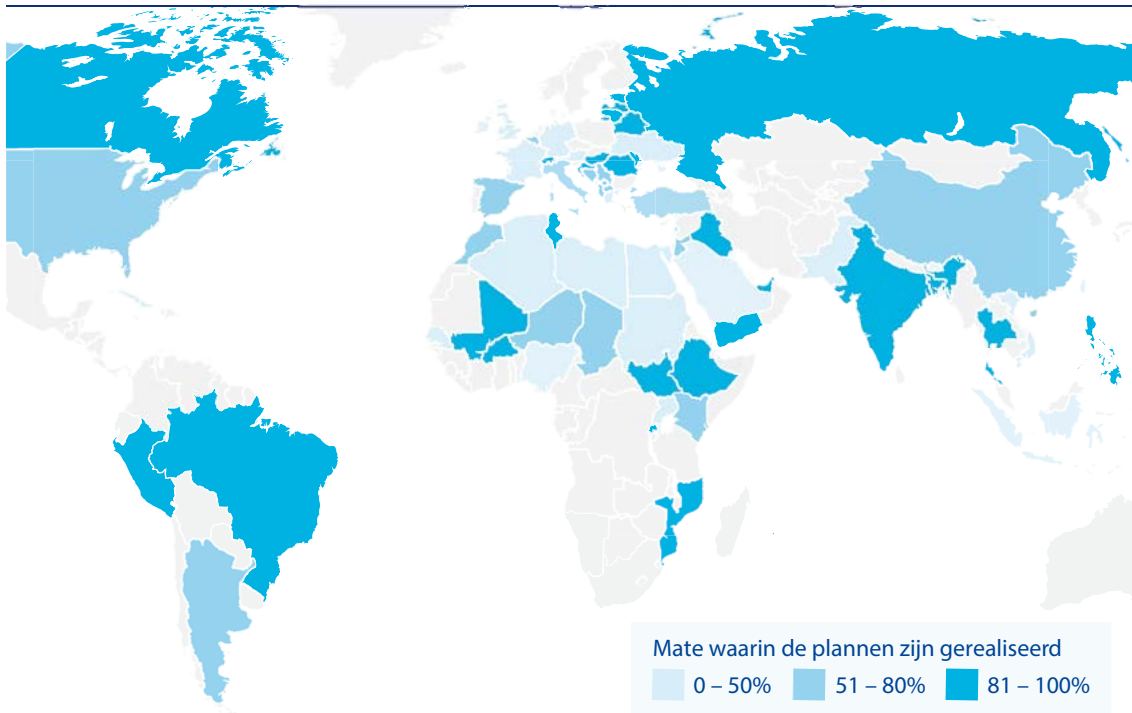 Mate waarin de plannen zijn gerealiseerd
0 – 50% 51 – 80% 81 – 100%